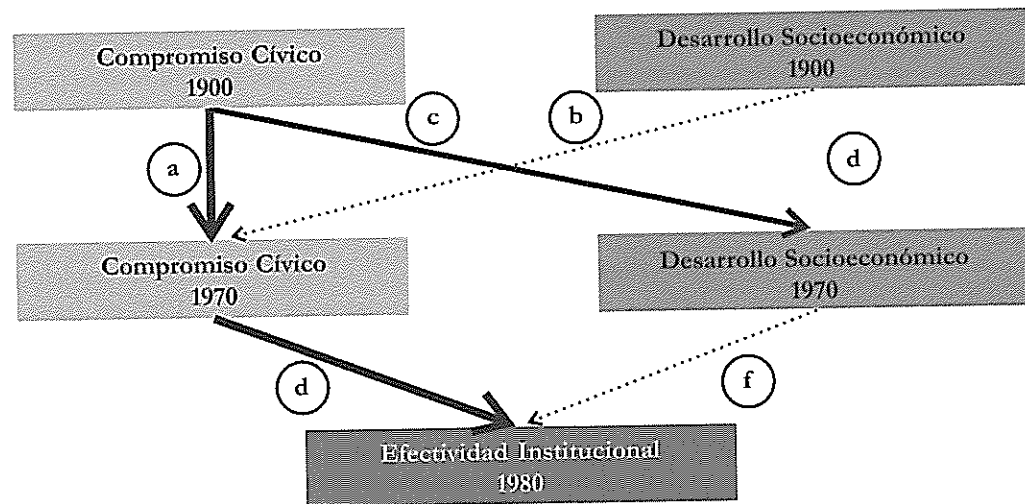 Compromiso Cívico
1900
Desarrollo Socioeconómico
1900
c
b
a
d
Compromiso Cívico
1970
Desarrollo Socioeconómico
1970
d
f
Efectividad Institucional
1980